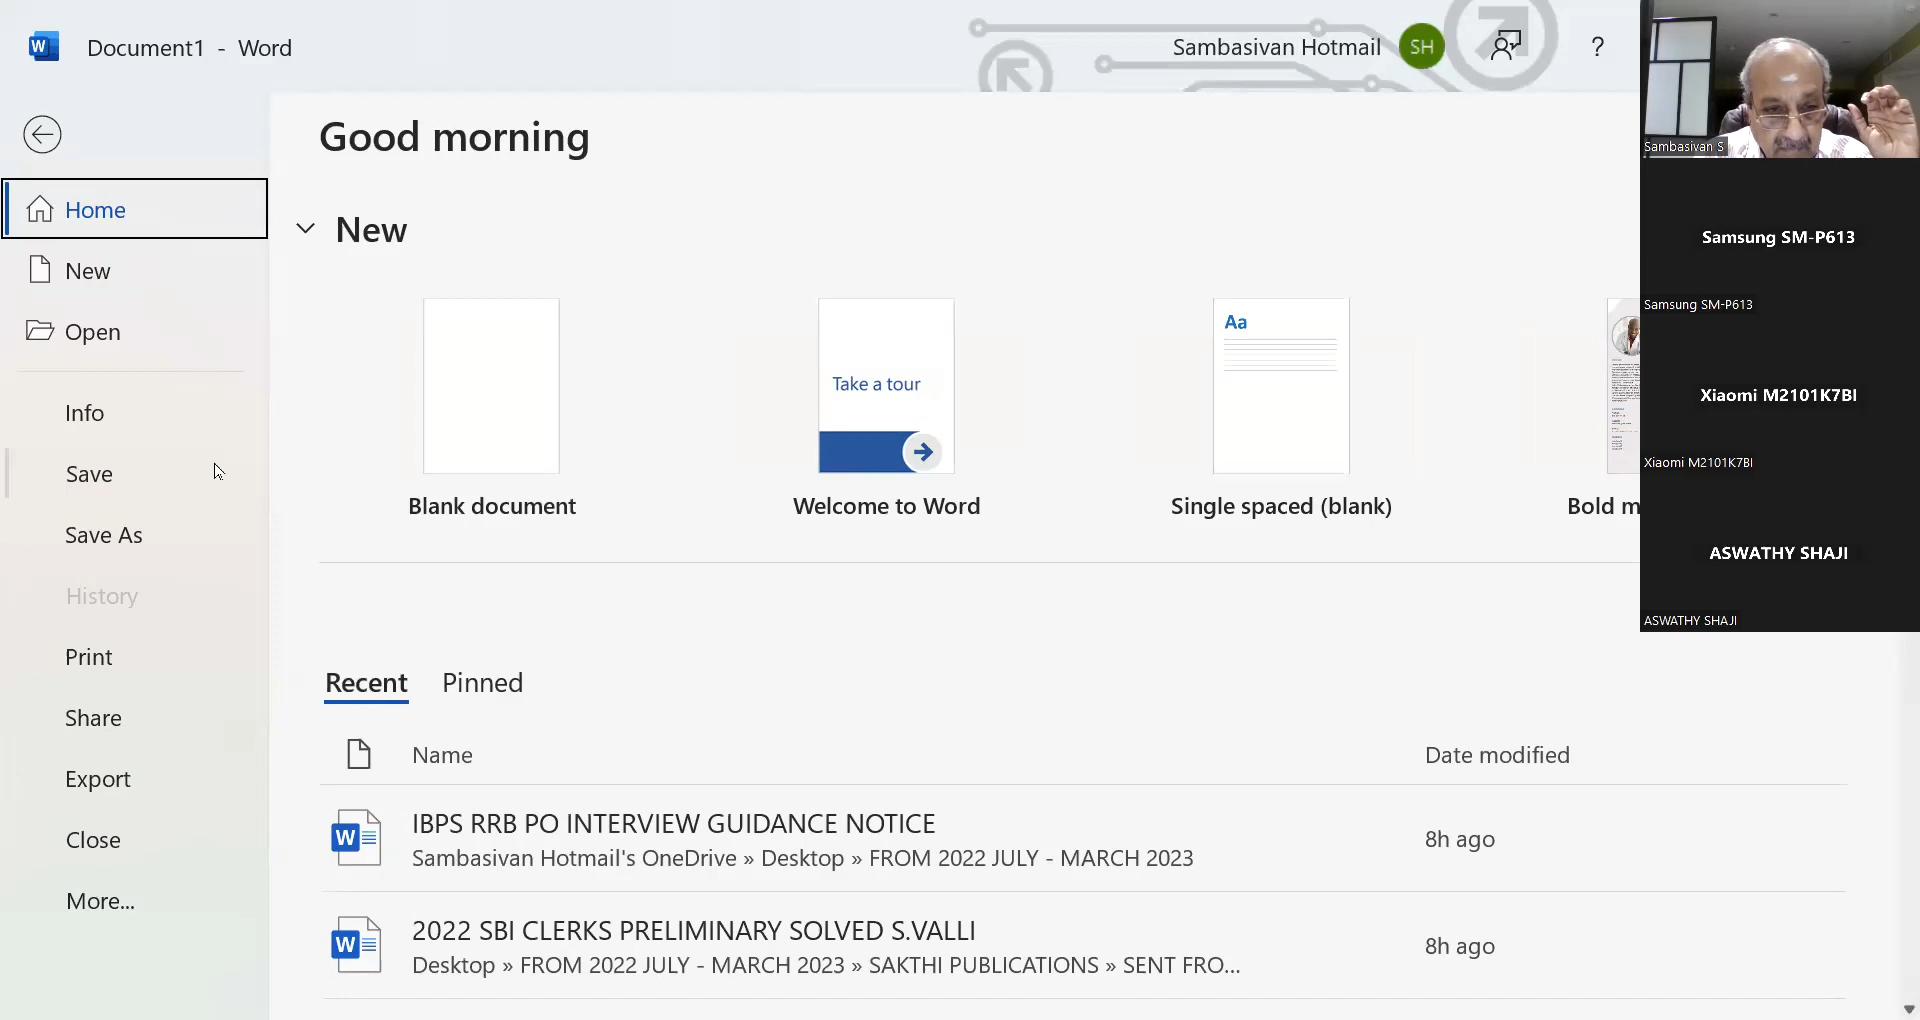 Document1 - Word
Sambasivan Hotmail SH ?
Good morning
Home
New
Open
Info
Save
Save As
History
Print
Share
Export
Close
More...
New
Take a tour
Aa
Blank document
Welcome to Word
Single spaced (blank)
Bold m
Recent Pinned
Name Date modified
IBPS RRB PO INTERVIEW GUIDANCE NOTICE
Sambasivan Hotmail's OneDrive » Desktop » FROM 2022 JULY - MARCH 2023
8h ago
2022 SBI CLERKS PRELIMINARY SOLVED S.VALLI
Desktop » FROM 2022 JULY - MARCH 2023 » SAKTHI PUBLICATIONS » SENT FRO...
8h ago
Sambasivan S
Samsung SM-P613
Samsung SM-P613
Xiaomi M2101K7BI
Xiaomi M2101K7BI
ASWATHY SHAJI
ASWATHY SHAJI